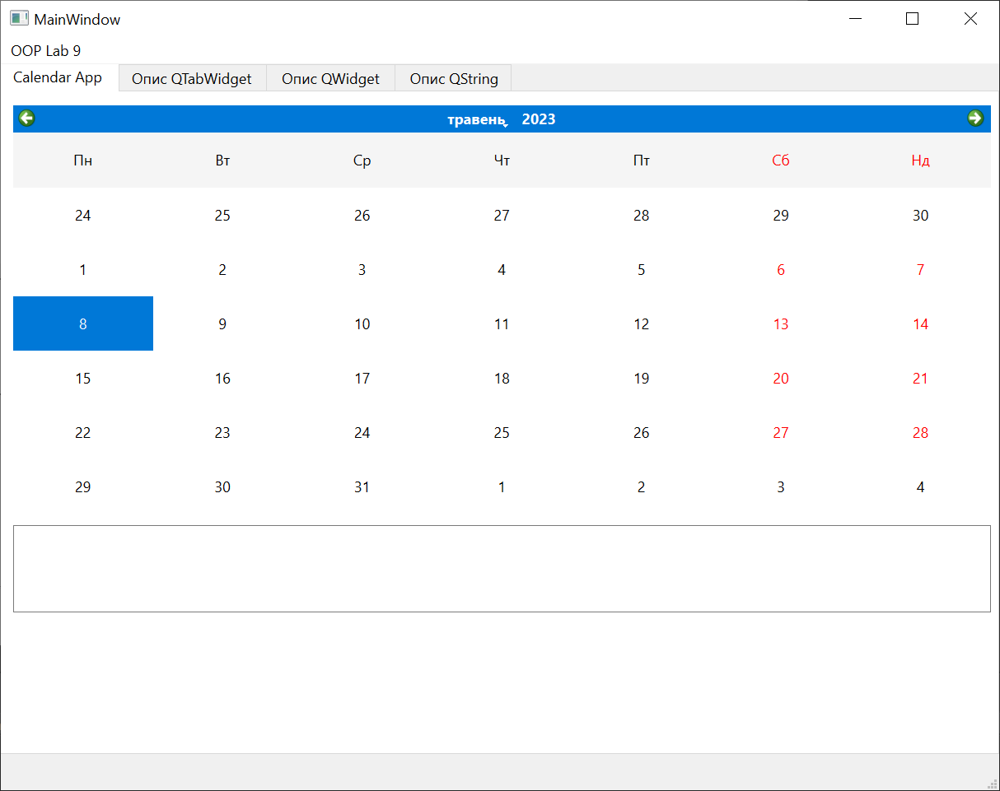 MainWindow
OOP Lab 9
Calendar App Опис QTabWidget Опис QWidget Опис QString
травень 2023
Пн Вт Ср Чт Пт Сб Нд
24 25 26 27 28 29 30
1 2 3 4 5 6 7
8 9 10 11 12 13 14
15 16 17 18 19 20 21
22 23 24 25 26 27 28
29 30 31 1 2 3 4